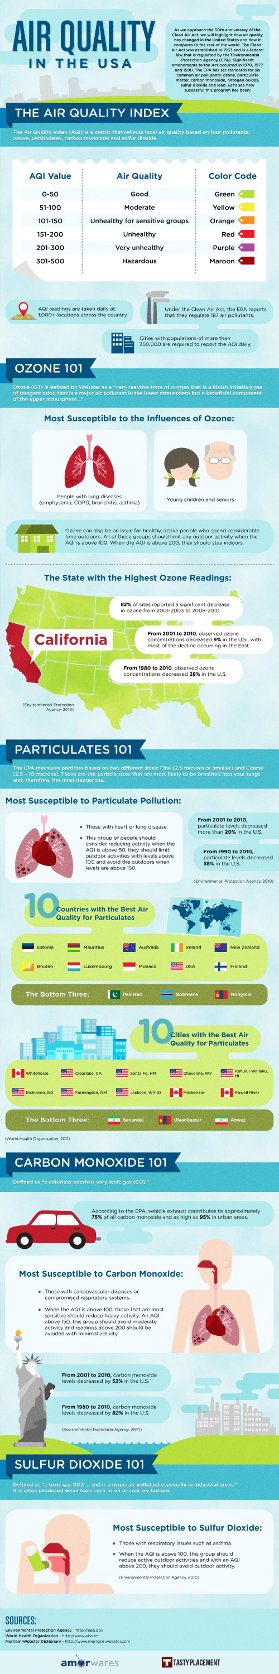 AIR QUALITY
IN THE USA
As we approach the 50th anniversary of the
Clean Air Act, we will highlight how air quality
has changed in the United States and how it
compares to the rest of the world. The Clean
Air Act was established in 1963 and is a federal
law that is regulated by the Environmental
Protection Agency (EPA). Significant
amendments to the Act occurred in 1970, 1977
and 1990. The EPA has set standards for six
common air pollutants: ozone, particulate
matter, carbon monoxide, nitrogen oxides,
sulfur dioxide and lead. Let's see how
successful this program has been!
THE AIR QUALITY INDEX
The Air Quality Index (AQI) is a metric that reflects local air quality based on four pollutants:
ozone, particulates, carbon monoxide and sulfur dioxide.
AQI Value Air Quality Color Code
0-50 Good Green
51-100 Moderate Yellow
101-150 Unhealthy for sensitive groups Orange
151-200 Unhealthy Red
201-300 Very unhealthy Purple
301-500 Hazardous Maroon
AQI readings are taken daily at
1,000+ locations across the country
Under the Clean Air Act, the EPA reports
that they regulate 187 air pollutants.
Cities with populations of more than
350,000 are required to report the AQI daily.
OZONE 101
Ozone (O3) is defined by Webster as a "very reactive form of oxygen that is a bluish irritating gas
of pungent odor, that is a major air pollutant in the lower atmosphere but a beneficial component
of the upper atmosphere..."
Most Susceptible to the Influences of Ozone:
People with lung diseases
(emphysema, COPD, bronchitis, asthma)
Young children and seniors
Ozone can also be an issue for healthy, active people who spend considerable
time outdoors. All of these groups should limit any outdoor activity when the
AQI is above 100. When the AQI is above 200, they should stay indoors.
The State with the Highest Ozone Readings:
California
82% of sites reported a significant decrease
in ozone from 2001-2003 to 2008-2010
From 2001 to 2010, observed ozone
concentrations decreased 9% in the U.S., with
most of the decline occurring in the East
From 1980 to 2010, observed ozone
concentrations decreased 28% in the U.S.
(Environmental Protection
Agency, 2010)
PARTICULATES 101
The EPA measures particles based on two different sizes: Fine (2.5 microns or smaller) and Coarse
(2.5 - 10 microns). These are the particle sizes that are most likely to be breathed into your lungs
and, therefore, the most dangerous.
Most Susceptible to Particulate Pollution:
Those with heart or lung disease.
This group of people should
consider reducing activity when the
AQI is above 50, they should limit
outdoor activities with levels above
100 and avoid the outdoors when
levels are above 150.
From 2001 to 2010,
particulate levels decreased
more than 20% in the U.S.
From 1990 to 2010,
particulate levels decreased
38% in the U.S.
(Environmental Protection Agency, 2010)
10 Countries with the Best Air
Quality for Particulates
Estonia Mauritius Australia Ireland New Zealand
Bhutan Luxembourg Monaco USA Finland
The Bottom Three: Pakistan Botswana Mongolia
10 Cities with the Best Air
Quality for Particulates
Whitehorse Clearlake, CA Santa Fe, NM Cheyenne, WY Kahului-Wailuku,
HI
Dickinson, ND Farmington, NM Jackson, WY-ID Powell River
The Bottom Three: Sanandaj Ulaanbaatar Ahwaz
(World Health Organization, 2011)
CARBON MONOXIDE 101
Defined as "a colorless odorless very toxic gas (CO)."
According to the EPA, vehicle exhaust contributes to approximately
75% of all carbon monoxide and as high as 95% in urban areas.
Most Susceptible to Carbon Monoxide:
Those with cardiovascular diseases or
compromised respiratory systems.
When the AQI is above 100, those that are most
sensitive should reduce heavy activity. An AQI
above 150, this group should avoid moderate
activity and readings above 200 should be
avoided with minimal activity.
From 2001 to 2010, carbon monoxide
levels decreased by 52% in the U.S.
From 1980 to 2010, carbon monoxide
levels decreased by 82% in the U.S.
(Environmental Protection Agency, 2010)
SULFUR DIOXIDE 101
Defined as "a toxic gas SO2 ... and is a major air pollutant especially in industrial areas."
It is often produced when fuels such as oil or coal are burned.
Most Susceptible to Sulfur Dioxide:
Those with respiratory issues such as asthma.
When the AQI is above 100, this group should
reduce active outdoor activities and with an AQI
above 200, they should avoid outdoor activity.
(Environmental Protection Agency, 2010)
SOURCES:
Environmental Protection Agency - http://epa.gov
World Health Organization - http://who.int
Merriam-Webster Dictionary - http://www.merriam-webster.com
amorwares
TASTY PLACEMENT